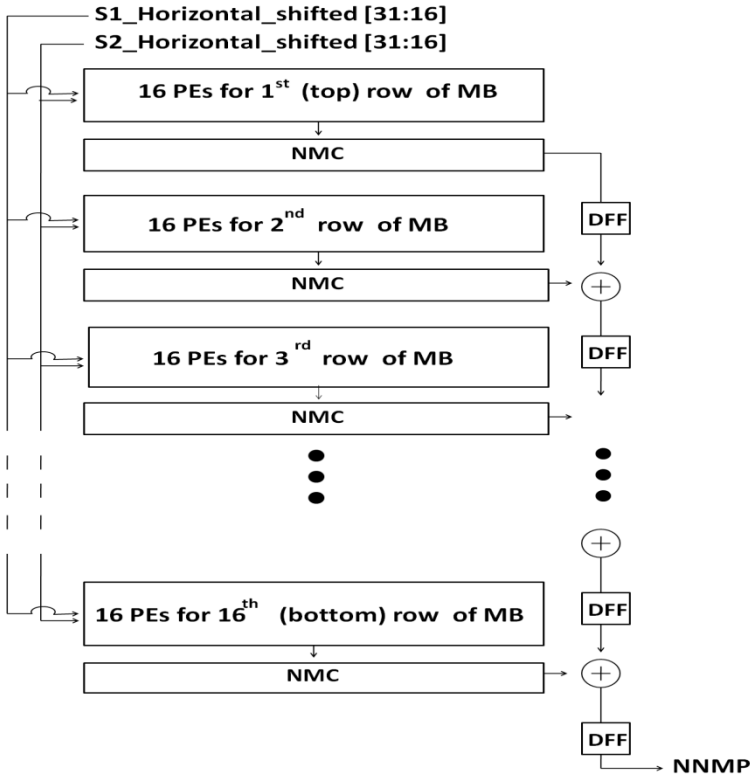 S1_Horizontal_shifted [31:16]
S2_Horizontal_shifted [31:16]
16 PEs for 1st (top) row of MB
NMC
DFF
16 PEs for 2nd row of MB
NMC
+
16 PEs for 3rd row of MB
DFF
NMC
+
16 PEs for 16th (bottom) row of MB
DFF
NMC
+
DFF
NNMP